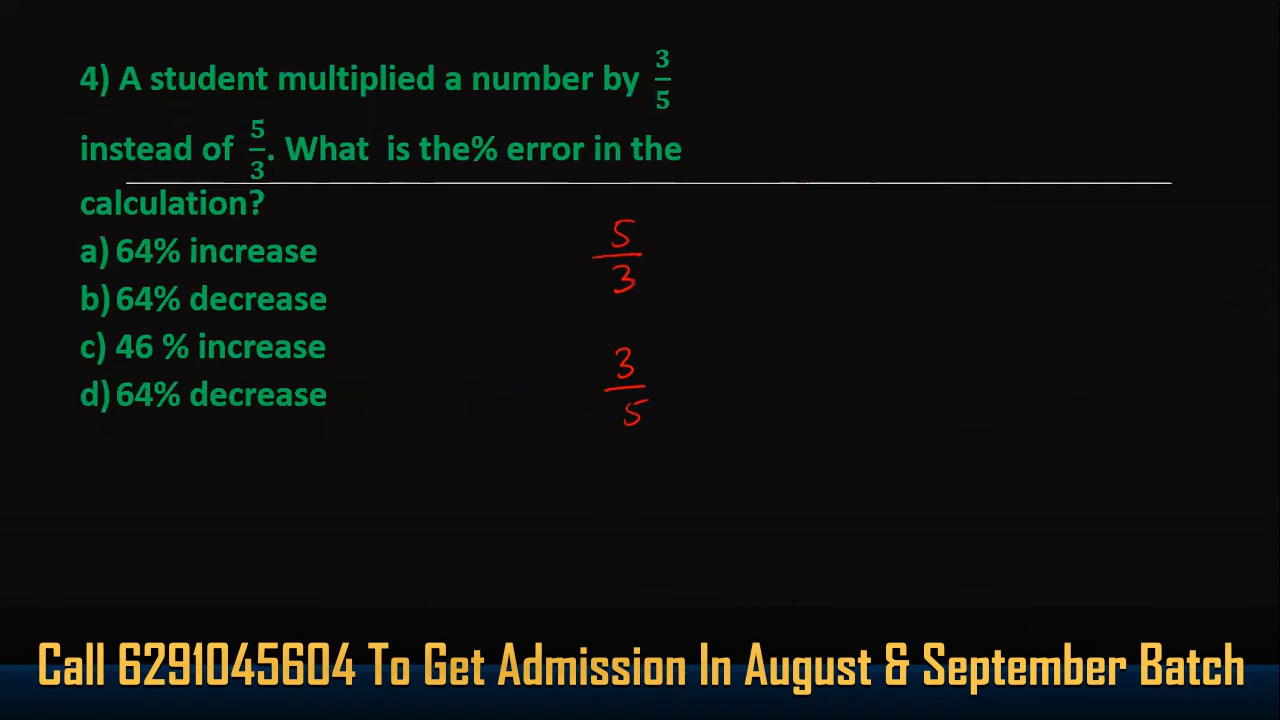 4) A student multiplied a number by 3/5
instead of 5/3. What is the% error in the
calculation?
a) 64% increase
b) 64% decrease
c) 46 % increase
d) 64% decrease
5/3
3/5
Call 6291045604 To Get Admission In August & September Batch